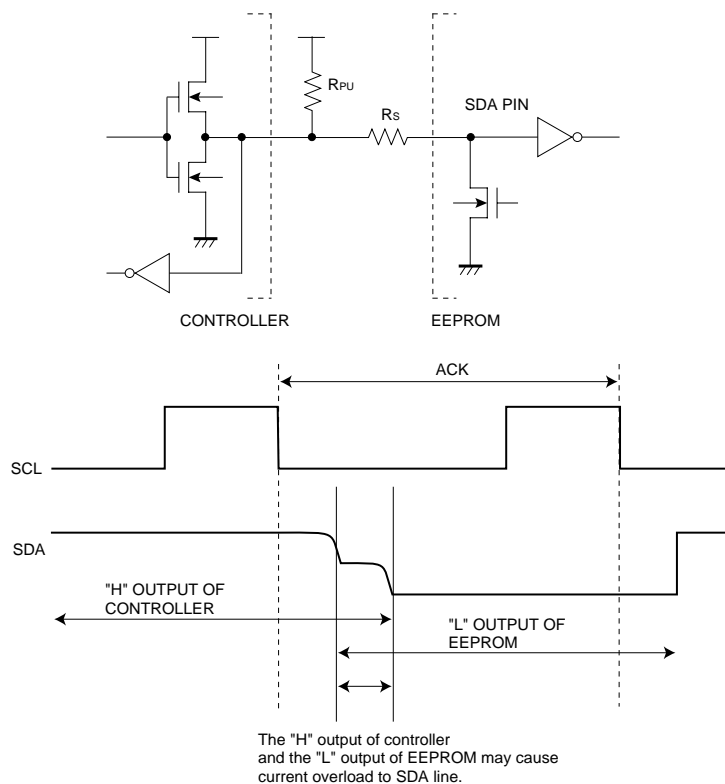 RPU
RS
SDA PIN
CONTROLLER
EEPROM
ACK
SCL
SDA
"H" OUTPUT OF
CONTROLLER
"L" OUTPUT OF
EEPROM
The "H" output of controller
and the "L" output of EEPROM may cause
current overload to SDA line.